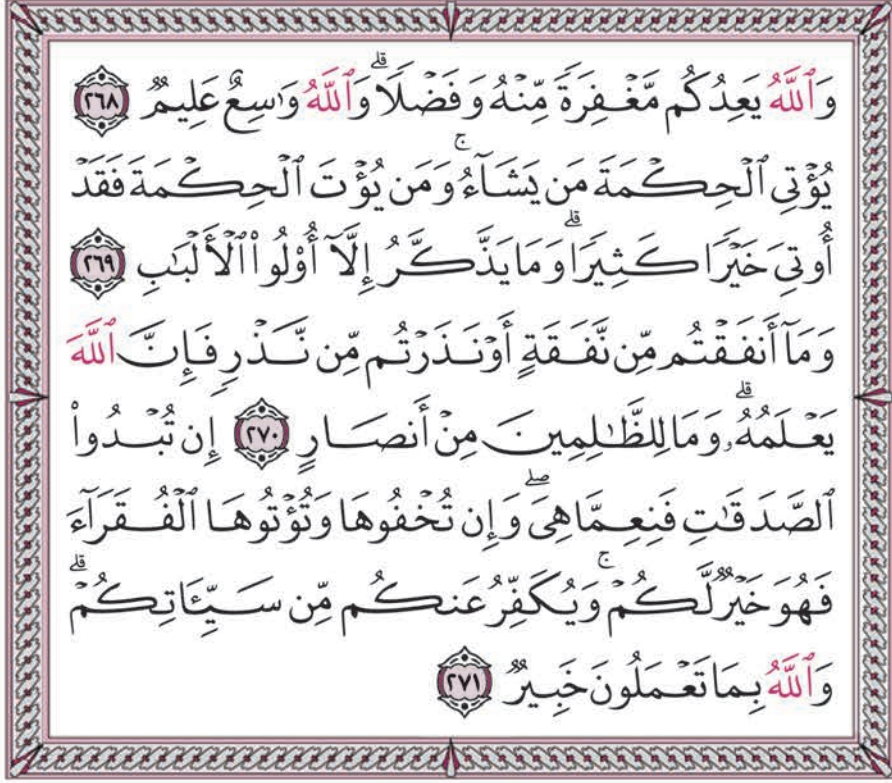 وَٱللَّهُ يَعِدُكُم مَّغْفِرَةً مِّنْهُ وَفَضْلًا ۗ وَٱللَّهُ وَٰسِعٌ عَلِيمٌ ٢٦٨
يُؤْتِى ٱلْحِكْمَةَ مَن يَشَآءُ ۚ وَمَن يُؤْتَ ٱلْحِكْمَةَ فَقَدْ
أُوتِىَ خَيْرًا كَثِيرًا ۗ وَمَا يَذَّكَّرُ إِلَّآ أُو۟لُوا۟ ٱلْأَلْبَٰبِ ٢٦٩
وَمَآ أَنفَقْتُم مِّن نَّفَقَةٍ أَوْ نَذَرْتُم مِّن نَّذْرٍ فَإِنَّ ٱللَّهَ
يَعْلَمُهُۥ ۗ وَمَا لِلظَّٰلِمِينَ مِنْ أَنصَارٍ ٢٧٠ إِن تُبْدُوا۟
ٱلصَّدَقَٰتِ فَنِعِمَّا هِىَ ۖ وَإِن تُخْفُوهَا وَتُؤْتُوهَا ٱلْفُقَرَآءَ
فَهُوَ خَيْرٌ لَّكُمْ ۚ وَيُكَفِّرُ عَنكُم مِّن سَيِّـَٔاتِكُمْ ۗ
وَٱللَّهُ بِمَا تَعْمَلُونَ خَبِيرٌ ٢٧١